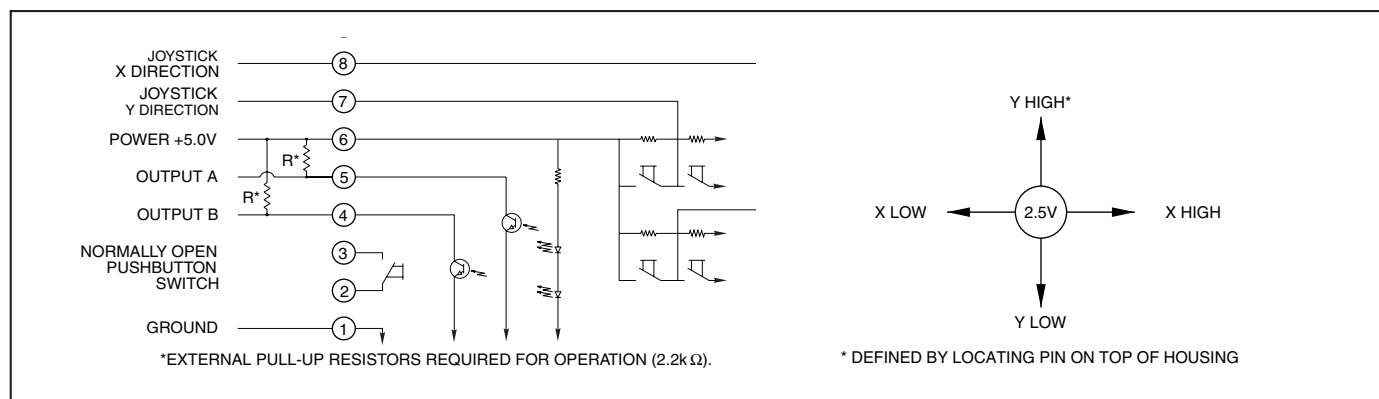 JOYSTICK
X DIRECTION
8
JOYSTICK
Y DIRECTION
7
POWER +5.0V
6
R*
OUTPUT A
5
R*
OUTPUT B
4
NORMALLY OPEN
PUSHBUTTON
SWITCH
3
2
GROUND
1
*EXTERNAL PULL-UP RESISTORS REQUIRED FOR OPERATION (2.2kΩ).
Y HIGH*
X LOW
2.5V
X HIGH
Y LOW
* DEFINED BY LOCATING PIN ON TOP OF HOUSING